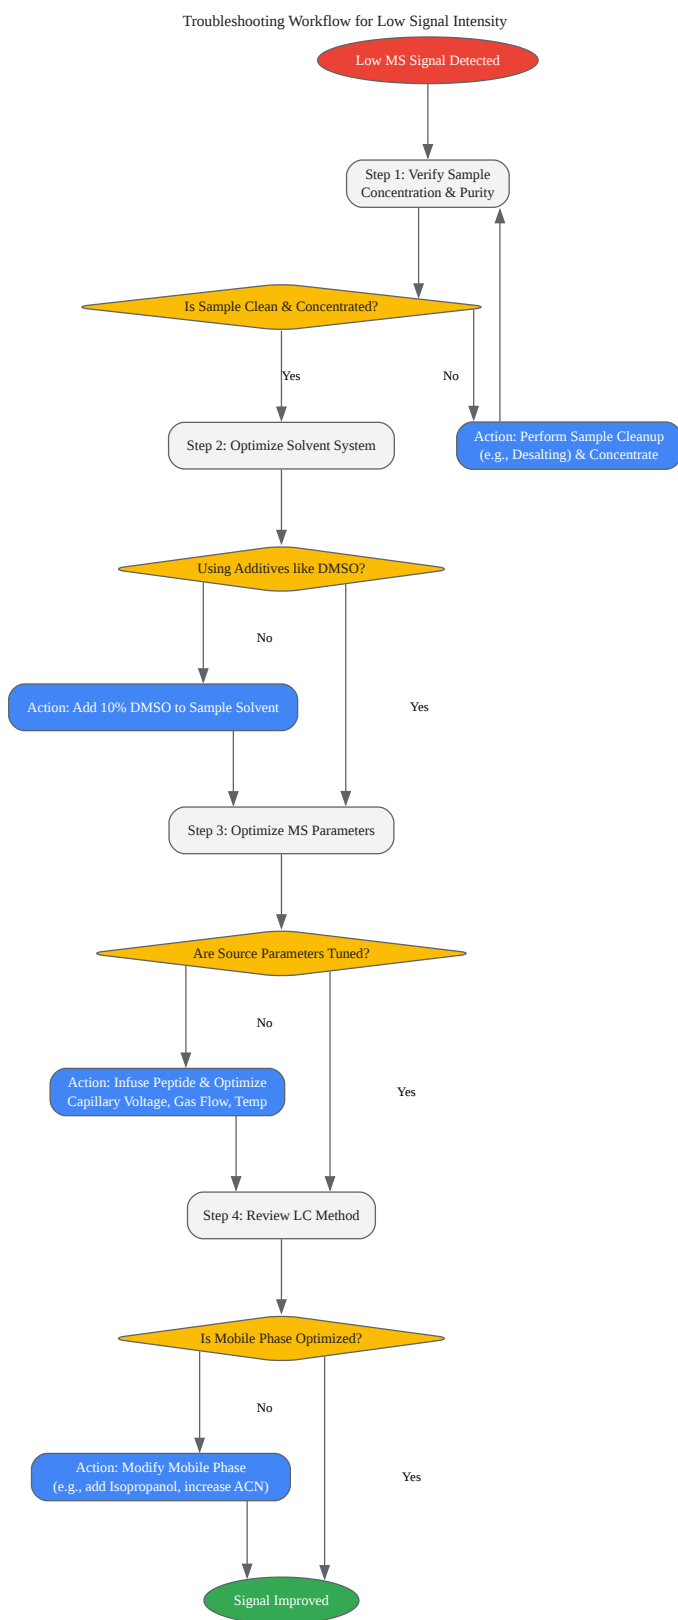 Troubleshooting Workflow for Low Signal Intensity
Low MS Signal Detected
Step 1: Verify Sample
Concentration & Purity
Is Sample Clean & Concentrated?
Yes
No
Step 2: Optimize Solvent System
Action: Perform Sample Cleanup
(e.g., Desalting) & Concentrate
Using Additives like DMSO?
No
Action: Add 10% DMSO to Sample Solvent
Yes
Step 3: Optimize MS Parameters
Are Source Parameters Tuned?
No
Action: Infuse Peptide & Optimize
Capillary Voltage, Gas Flow, Temp
Yes
Step 4: Review LC Method
Is Mobile Phase Optimized?
No
Action: Modify Mobile Phase
(e.g., add Isopropanol, increase ACN)
Yes
Signal Improved